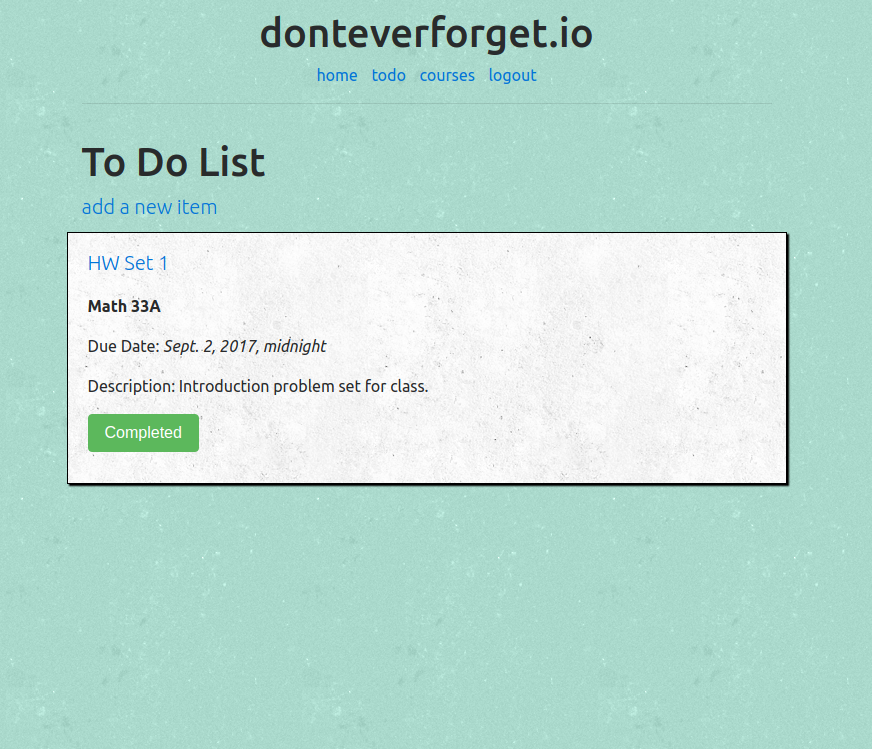 donteverforget.io
home todo courses logout
To Do List
add a new item
HW Set 1
Math 33A
Due Date: Sept. 2, 2017, midnight
Description: Introduction problem set for class.
Completed